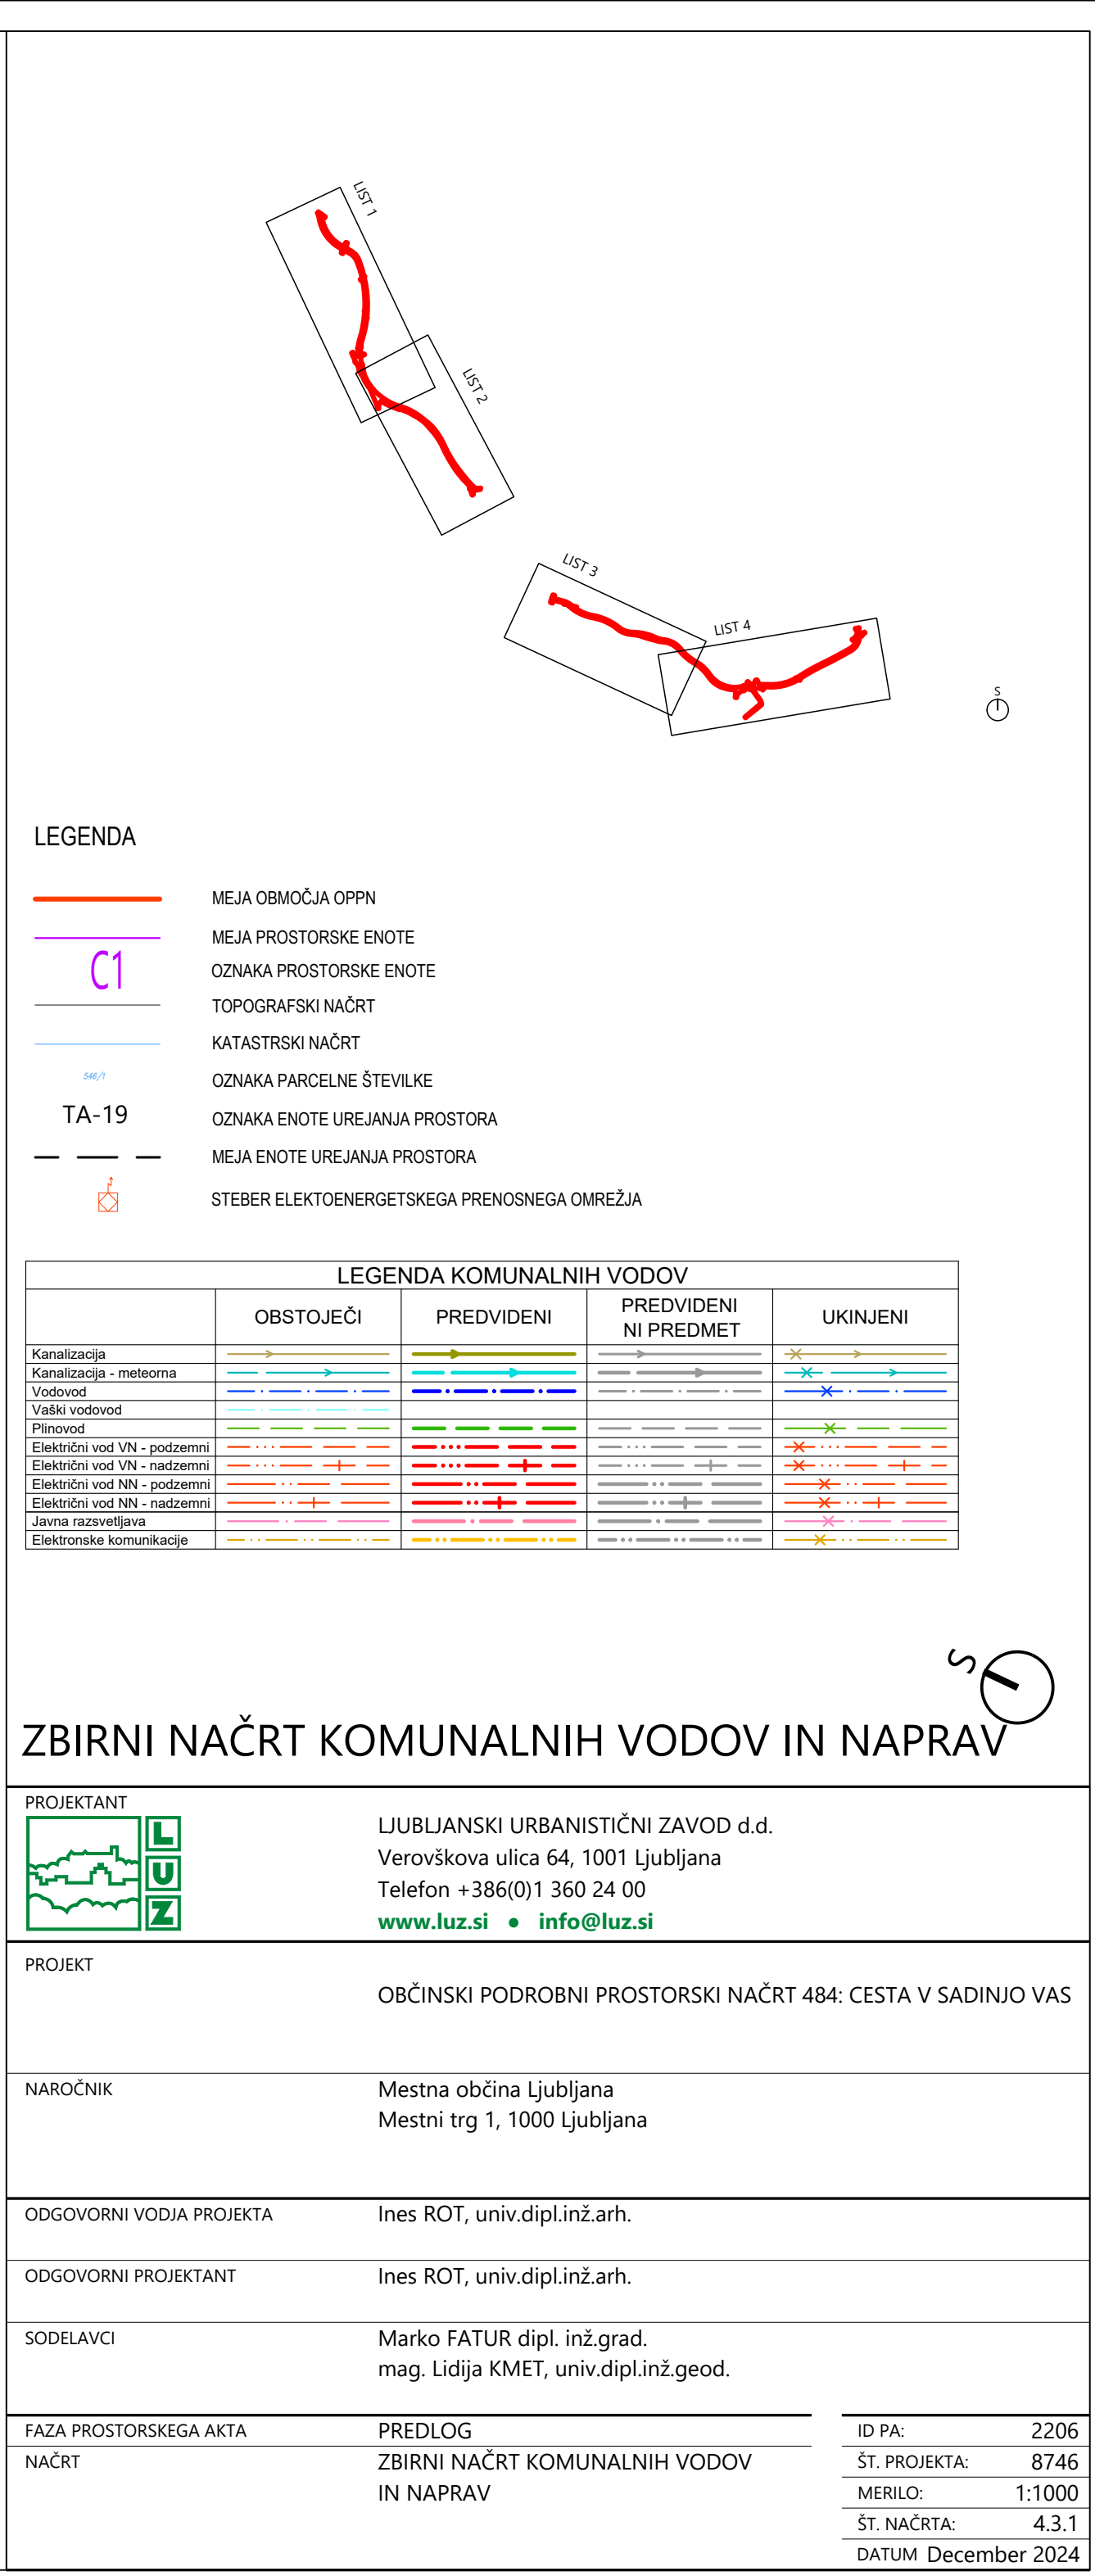 LIST 1
LIST 2
LIST 3
LIST 4
S
LEGENDA
MEJA OBMOČJA OPPN
MEJA PROSTORSKE ENOTE
C1
OZNAKA PROSTORSKE ENOTE
TOPOGRAFSKI NAČRT
KATASTRSKI NAČRT
546/1
OZNAKA PARCELNE ŠTEVILKE
TA-19
OZNAKA ENOTE UREJANJA PROSTORA
MEJA ENOTE UREJANJA PROSTORA
STEBER ELEKTOENERGETSKEGA PRENOSNEGA OMREŽJA
LEGENDA KOMUNALNIH VODOV
OBSTOJEČI
PREDVIDENI
PREDVIDENI
NI PREDMET
UKINJENI
Kanalizacija
Kanalizacija - meteorna
Vodovod
Vaški vodovod
Plinovod
Električni vod VN - podzemni
Električni vod VN - nadzemni
Električni vod NN - podzemni
Električni vod NN - nadzemni
Javna razsvetljava
Elektronske komunikacije
S
ZBIRNI NAČRT KOMUNALNIH VODOV IN NAPRAV
PROJEKTANT
L
U
Z
LJUBLJANSKI URBANISTIČNI ZAVOD d.d.
Verovškova ulica 64, 1001 Ljubljana
Telefon +386(0)1 360 24 00
www.luz.si ● info@luz.si
PROJEKT
OBČINSKI PODROBNI PROSTORSKI NAČRT 484: CESTA V SADINJO VAS
NAROČNIK
Mestna občina Ljubljana
Mestni trg 1, 1000 Ljubljana
ODGOVORNI VODJA PROJEKTA
Ines ROT, univ.dipl.inž.arh.
ODGOVORNI PROJEKTANT
Ines ROT, univ.dipl.inž.arh.
SODELAVCI
Marko FATUR dipl. inž.grad.
mag. Lidija KMET, univ.dipl.inž.geod.
FAZA PROSTORSKEGA AKTA
PREDLOG
NAČRT
ZBIRNI NAČRT KOMUNALNIH VODOV
IN NAPRAV
ID PA: 2206
ŠT. PROJEKTA: 8746
MERILO: 1:1000
ŠT. NAČRTA: 4.3.1
DATUM December 2024